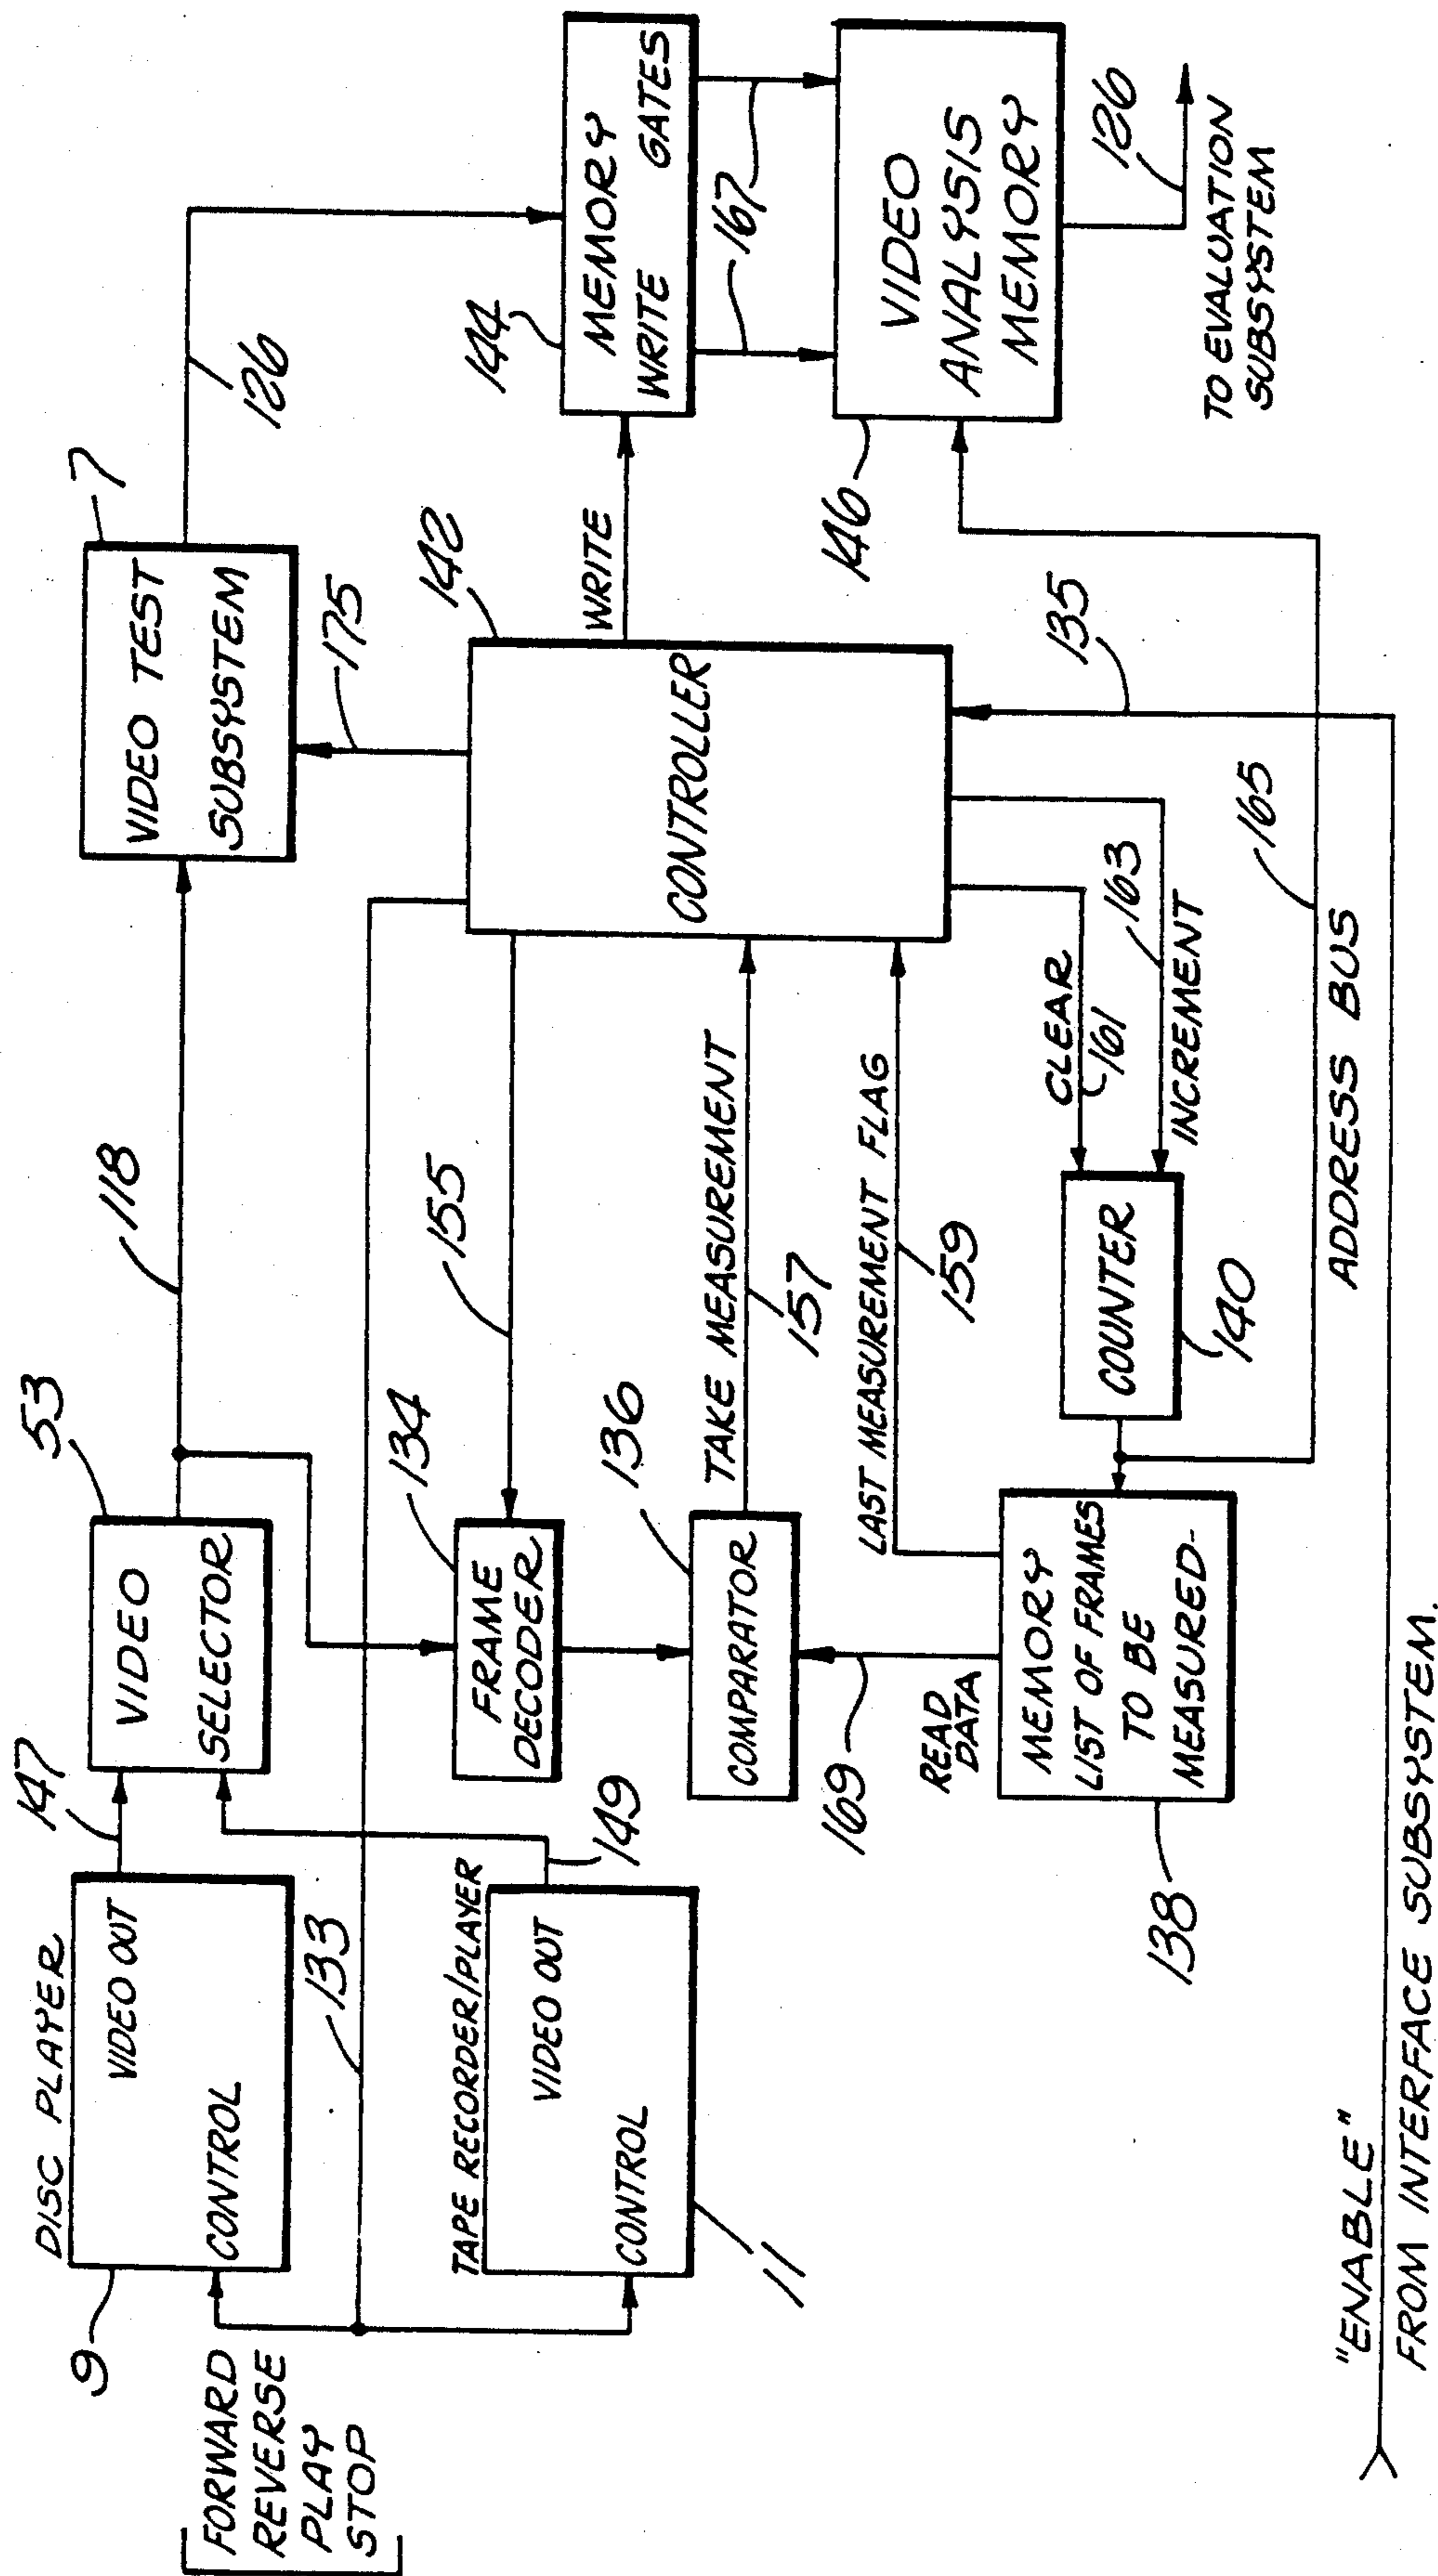 FORWARD
REVERSE
PLAY
STOP
9
DISC PLAYER
VIDEO OUT
CONTROL
133
147
TAPE RECORDER/PLAYER
VIDEO OUT
CONTROL
11
149
53
VIDEO
SELECTOR
118
7
VIDEO TEST
SUBSYSTEM
126
175
134
FRAME
DECODER
155
136
COMPARATOR
TAKE MEASUREMENT
157
169
READ
DATA
MEMORY
LIST OF FRAMES
TO BE
MEASURED-
138
LAST MEASUREMENT FLAG
159
COUNTER
140
CLEAR
161
163
INCREMENT
142
CONTROLLER
WRITE
144
MEMORY
WRITE GATES
167
146
VIDEO
ANALYSIS
MEMORY
126
TO EVALUATION
SUBSYSTEM
135
165
ADDRESS BUS
"ENABLE"
FROM INTERFACE SUBSYSTEM.